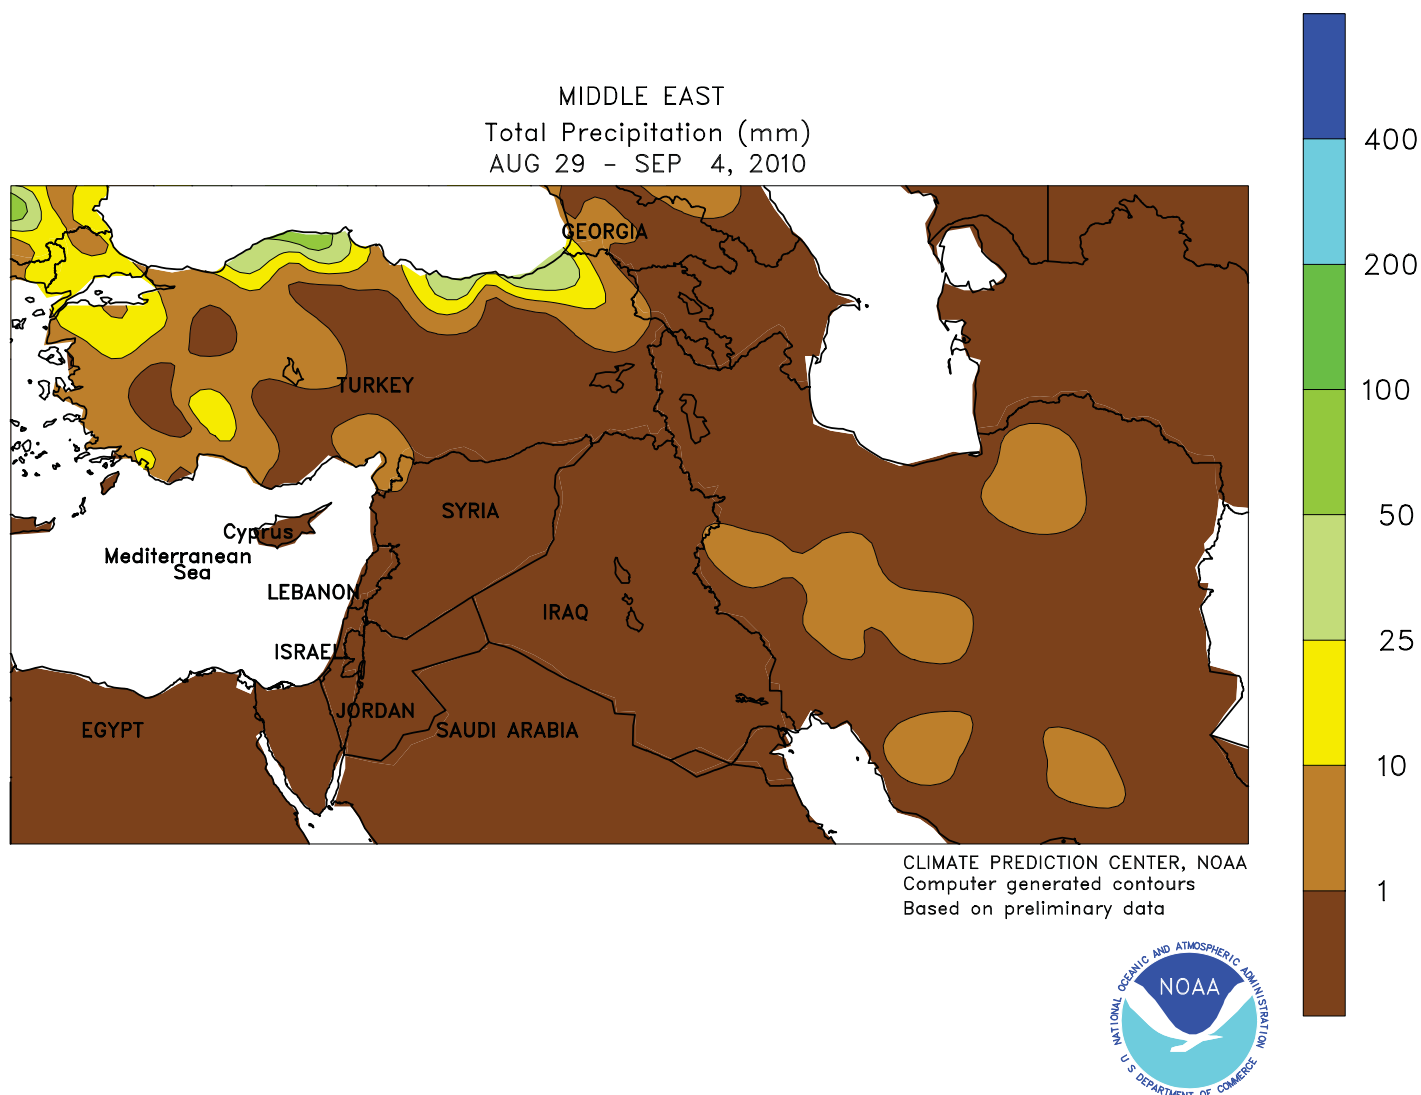 MIDDLE EAST
Total Precipitation (mm)
AUG 29 - SEP 4, 2010
400
200
100
50
25
10
1
GEORGIA
TURKEY
SYRIA
Cyprus
Mediterranean
Sea
LEBANON
IRAQ
ISRAEL
JORDAN
EGYPT
SAUDI ARABIA
CLIMATE PREDICTION CENTER, NOAA
Computer generated contours
Based on preliminary data
NATIONAL OCEANIC AND ATMOSPHERIC ADMINISTRATION
NOAA
U S DEPARTMENT OF COMMERCE